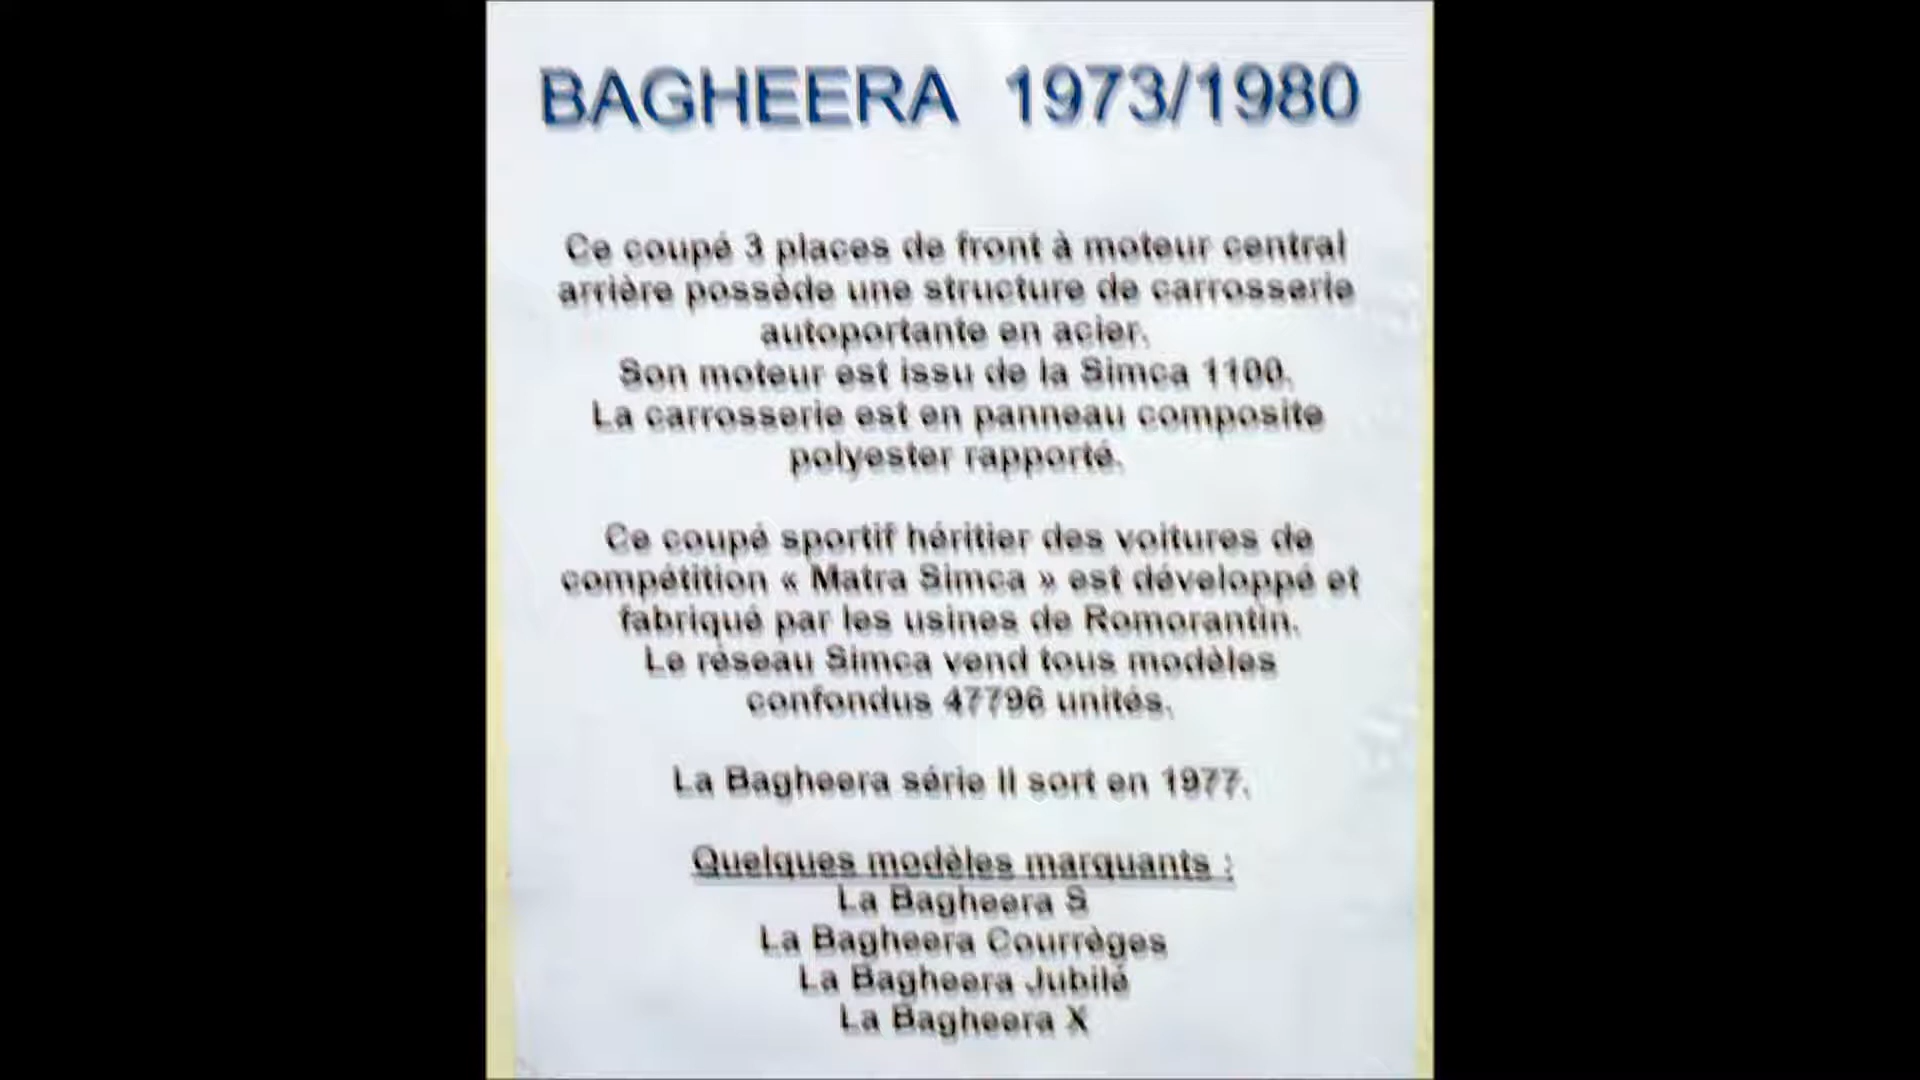 BAGHEERA 1973/1980
Ce coupé 3 places de front à moteur central
arrière possède une structure de carrosserie
autoportante en acier.
Son moteur est issu de la Simca 1100.
La carrosserie est en panneau composite
polyester rapporté.
Ce coupé sportif héritier des voitures de
compétition « Matra Simca » est développé et
fabriqué par les usines de Romorantin.
Le réseau Simca vend tous modèles
confondus 47796 unités.
La Bagheera série II sort en 1977.
Quelques modèles marquants :
La Bagheera S
La Bagheera Courrèges
La Bagheera Jubilé
La Bagheera X